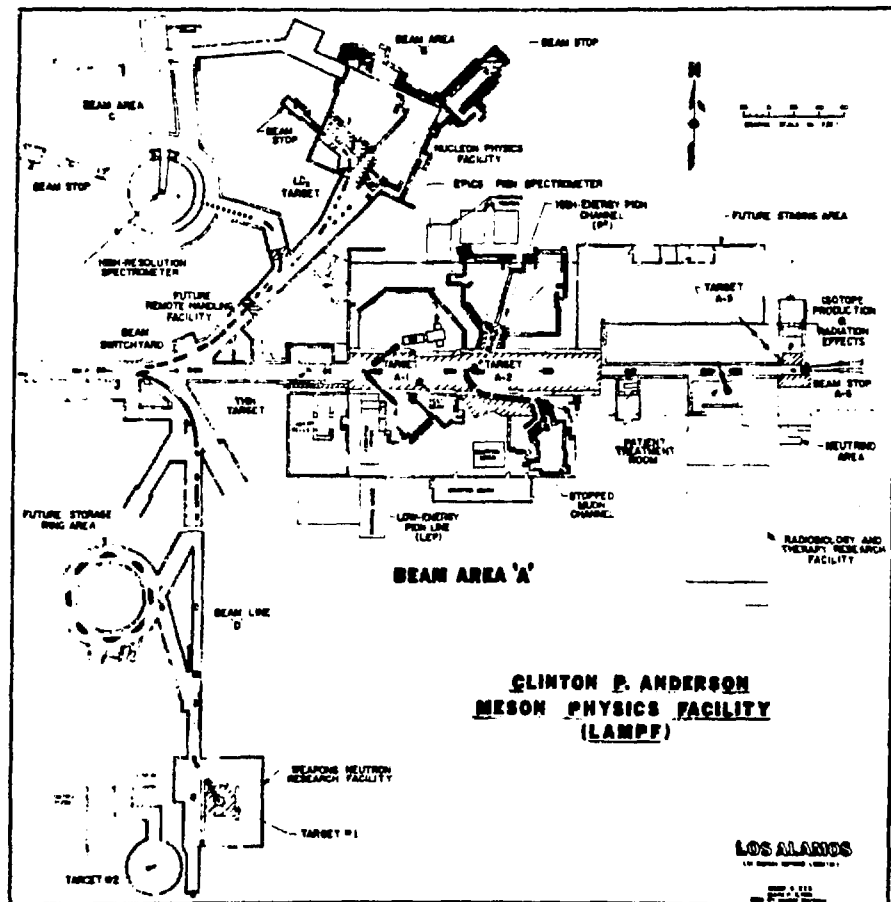 BEAM AREA
B
BEAM STOP
BEAM AREA
C
N
BEAM
STOP
NUCLEON PHYSICS
FACILITY
LD2
TARGET
BEAM STOP
EPICS PION SPECTROMETER
HIGH-ENERGY PION
CHANNEL
(P3)
FUTURE STAGING AREA
HIGH-RESOLUTION
SPECTROMETER
TARGET
ISOTOPE
PRODUCTION
&
RADIATION
EFFECTS
FUTURE
REMOTE HANDLING
FACILITY
BEAM
SWITCHYARD
TARGET
A-1
TARGET
A-2
THIN
TARGET
BEAM STOP
A-6
PATIENT
TREATMENT
ROOM
NEUTRINO
AREA
STOPPED
MUON
CHANNEL
FUTURE STORAGE
RING AREA
LOW-ENERGY
PION LINE
(LEP)
RADIOBIOLOGY AND
THERAPY RESEARCH
FACILITY
BEAM AREA 'A'
BEAM LINE
D
CLINTON P. ANDERSON
MESON PHYSICS FACILITY
(LAMPF)
WEAPONS NEUTRON
RESEARCH FACILITY
TARGET #1
TARGET #2
LOS ALAMOS